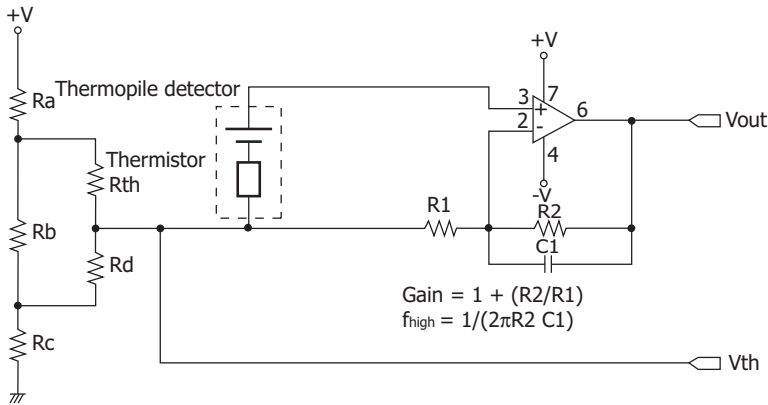 +V
Ra
Thermopile detector
Thermistor
Rth
Rb
Rd
Rc
+V
3
+
7
6
2
-
4
-V
Vout
R1
R2
C1
Gain = 1 + (R2/R1)
fhigh = 1/(2πR2 C1)
Vth